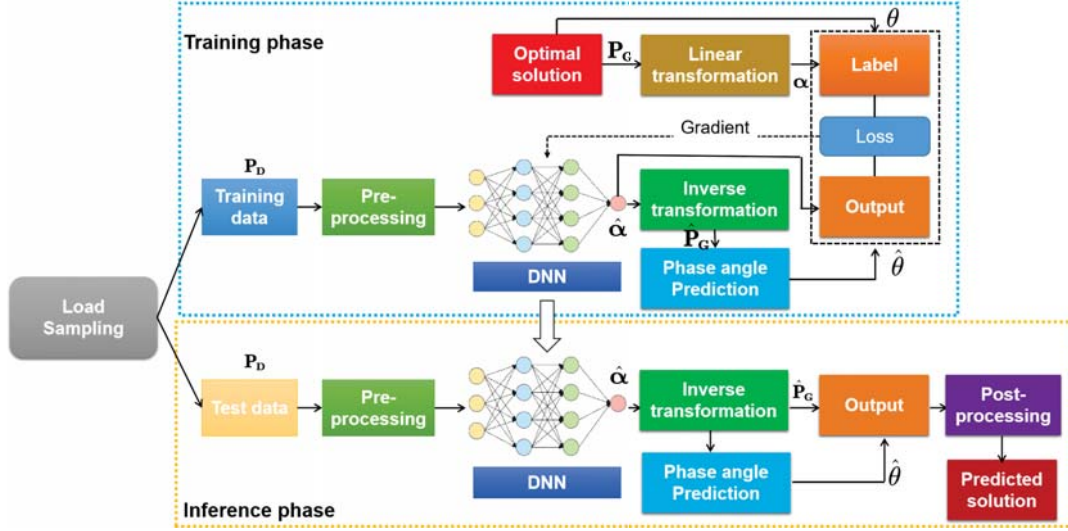 Training phase
θ
Optimal
solution
P_G
Linear
transformation
α
Label
Gradient
Loss
P_D
Training
data
Pre-
processing
α̂
Inverse
transformation
Output
P̂_G
DNN
Phase angle
Prediction
θ̂
Load
Sampling
P_D
Test data
Pre-
processing
α̂
Inverse
transformation
P̂_G
Output
Post-
processing
DNN
Phase angle
Prediction
θ̂
Predicted
solution
Inference phase